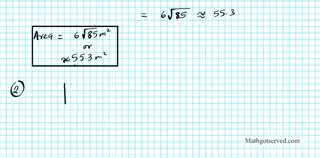 = 6√85 ≈ 55.3
Area = 6√85 m²
or
≈ 55.3 m²
②
Mathgotserved.com